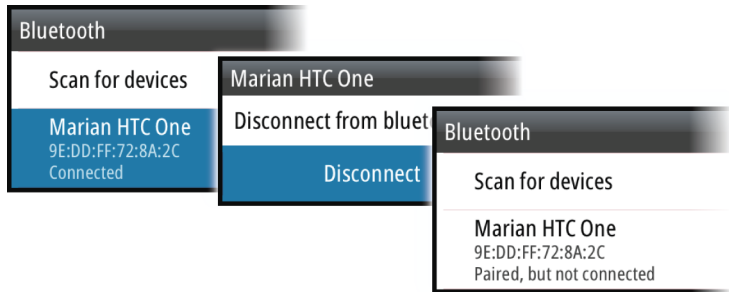 Bluetooth
Scan for devices
Marian HTC One
9E:DD:FF:72:8A:2C
Connected
Marian HTC One
Disconnect from
Disconnect
Bluetooth
Scan for devices
Marian HTC One
9E:DD:FF:72:8A:2C
Paired, but not connected